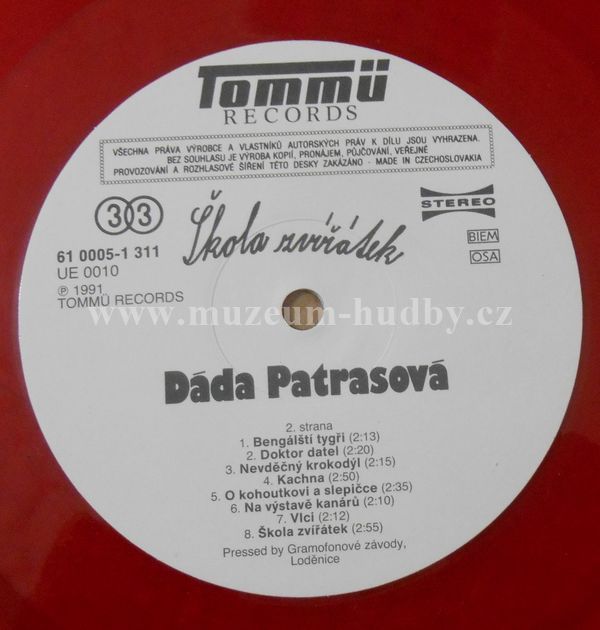 Tommü
RECORDS
VŠECHNA PRÁVA VÝROBCE A VLASTNÍKŮ AUTORSKÝCH PRÁV K DÍLU JSOU VYHRAZENA.
BEZ SOUHLASU JE VÝROBA KOPIÍ, PRONÁJEM, PŮJČOVÁNÍ, VEŘEJNÉ
PROVOZOVÁNÍ A ROZHLASOVÉ ŠÍŘENÍ TÉTO DESKY ZAKÁZÁNO - MADE IN CZECHOSLOVAKIA
33
Škola zvířátek
STEREO
BIEM
OSA
61 0005-1 311
UE 0010
℗ 1991
TOMMÜ RECORDS
www.muzeum-hudby.cz
Dáda Patrasová
2. strana
1. Bengálští tygři (2:13)
2. Doktor datel (2:20)
3. Nevděčný krokodýl (2:15)
4. Kachna (2:50)
5. O kohoutkovi a slepičce (2:35)
6. Na výstavě kanárů (2:10)
7. Vlci (2:12)
8. Škola zvířátek (2:55)
Pressed by Gramofonové závody,
Loděnice